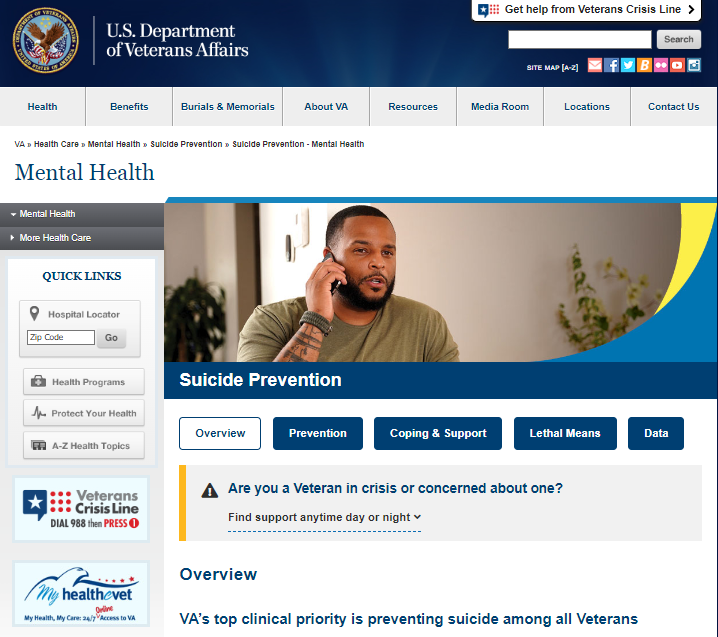 Get help from Veterans Crisis Line
U.S. Department
of Veterans Affairs
Search
SITE MAP [A-Z]
Health
Benefits
Burials & Memorials
About VA
Resources
Media Room
Locations
Contact Us
VA » Health Care » Mental Health » Suicide Prevention » Suicide Prevention - Mental Health
Mental Health
Mental Health
More Health Care
QUICK LINKS
Hospital Locator
Zip Code
Go
Health Programs
Protect Your Health
A-Z Health Topics
Veterans
Crisis Line
DIAL 988 then PRESS 1
My healthevet
My Health, My Care: 24/7 Online Access to VA
Suicide Prevention
Overview
Prevention
Coping & Support
Lethal Means
Data
Are you a Veteran in crisis or concerned about one?
Find support anytime day or night
Overview
VA's top clinical priority is preventing suicide among all Veterans